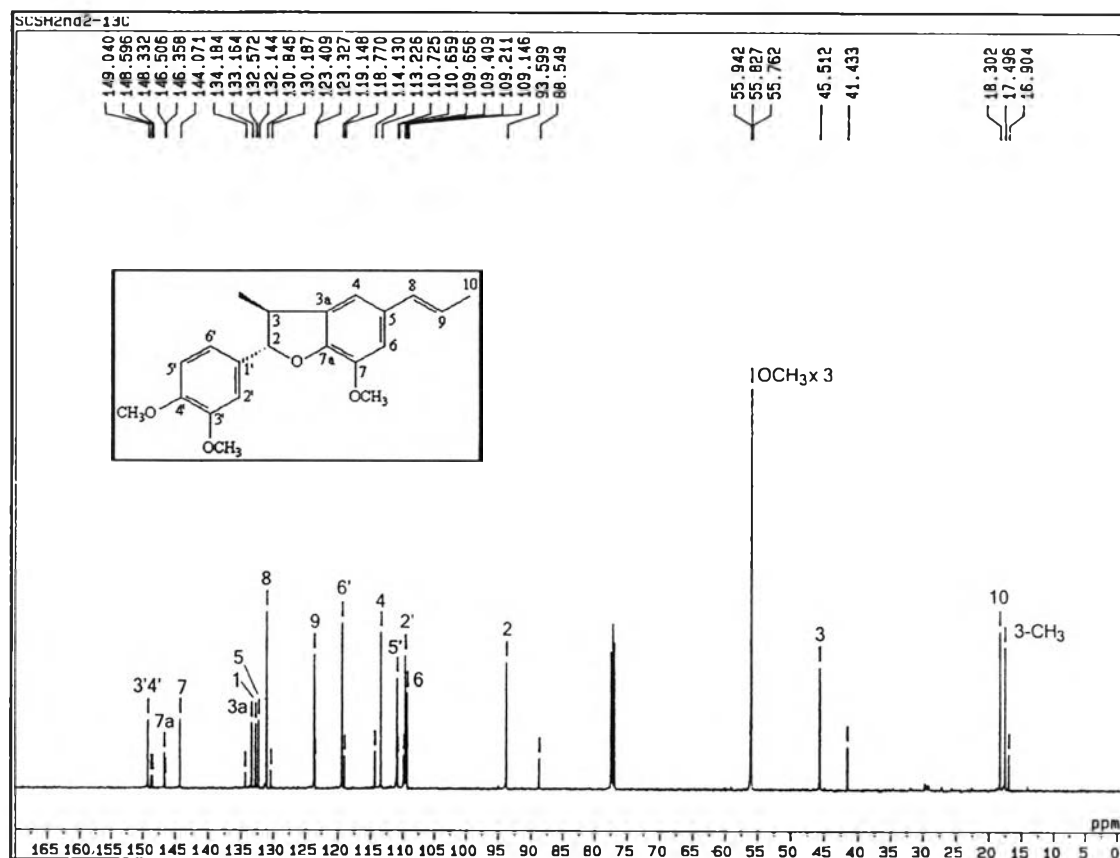 SCSH2nd2-13C
149.040 148.596 148.332 146.506 146.358 144.071 134.184 133.164 132.572 132.144 130.845 130.187 123.409 123.327 119.148 118.770 114.130 113.226 110.725 110.659 109.656 109.409 109.211 109.146 93.599 88.549
55.942 55.827 55.762
45.512 41.433
18.302 17.496 16.904
4 8 10
3a
3 5 9
2 6
6' O 7a
5' 1' 7
2' OCH3
CH3O 4' 3'
OCH3
OCH3 x 3
8
6' 4 10
9 2' 2 3 3-CH3
5 5'
1 6
3'4' 7 3a
7a
ppm
165 160 155 150 145 140 135 130 125 120 115 110 105 100 95 90 85 80 75 70 65 60 55 50 45 40 35 30 25 20 15 10 5 0